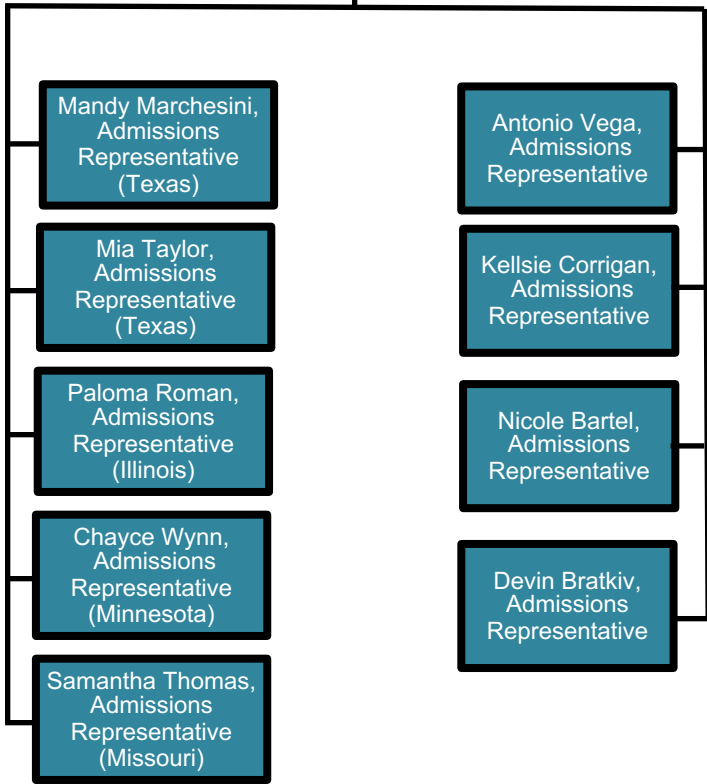 Mandy Marchesini,
Admissions
Representative
(Texas)
Mia Taylor,
Admissions
Representative
(Texas)
Paloma Roman,
Admissions
Representative
(Illinois)
Chayce Wynn,
Admissions
Representative
(Minnesota)
Samantha Thomas,
Admissions
Representative
(Missouri)
Antonio Vega,
Admissions
Representative
Kellsie Corrigan,
Admissions
Representative
Nicole Bartel,
Admissions
Representative
Devin Bratkiv,
Admissions
Representative